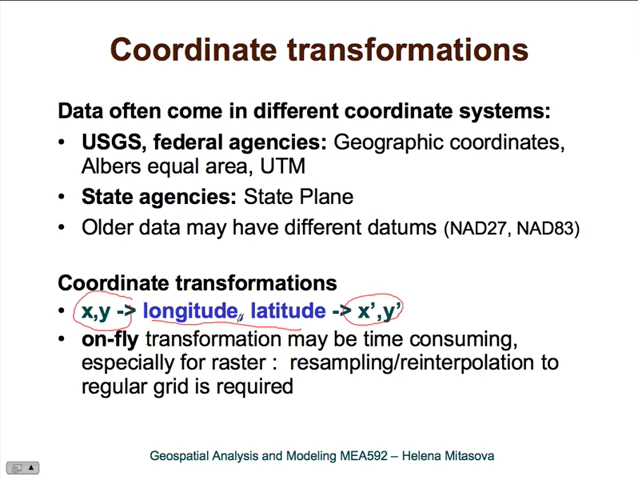 Coordinate transformations
Data often come in different coordinate systems:
• USGS, federal agencies: Geographic coordinates,
Albers equal area, UTM
• State agencies: State Plane
• Older data may have different datums (NAD27, NAD83)
Coordinate transformations
• x,y -> longitude, latitude -> x’,y’
• on-fly transformation may be time consuming,
especially for raster : resampling/reinterpolation to
regular grid is required
Geospatial Analysis and Modeling MEA592 – Helena Mitasova